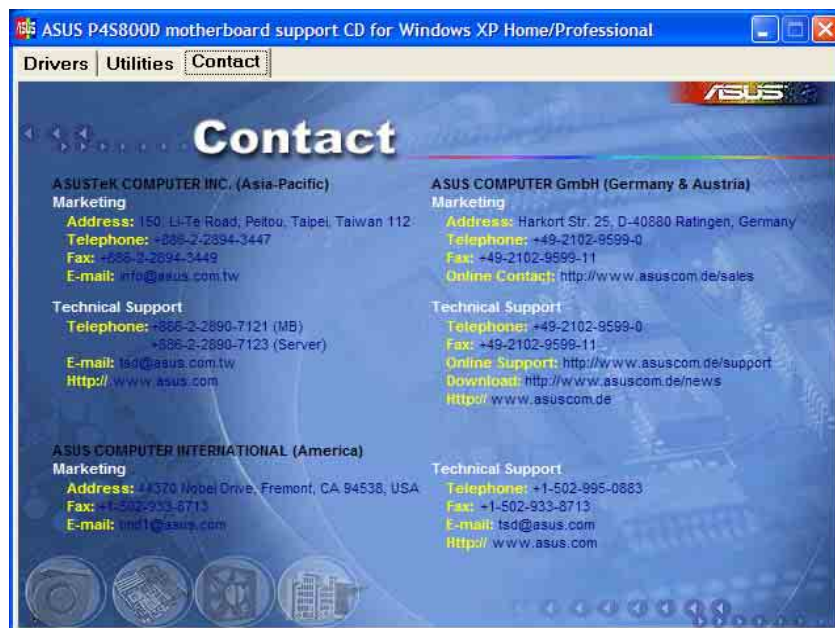 ASUS P4S800D motherboard support CD for Windows XP Home/Professional
Drivers Utilities Contact
ASUS
Contact
ASUSTeK COMPUTER INC. (Asia-Pacific)
Marketing
Address: 150, Li-Te Road, Peitou, Taipei, Taiwan 112
Telephone: +886-2-2894-3447
Fax: +886-2-2894-3449
E-mail: info@asus.com.tw
Technical Support
Telephone: +886-2-2890-7121 (MB)
+886-2-2890-7123 (Server)
E-mail: tsd@asus.com.tw
Http:// www.asus.com
ASUS COMPUTER GmbH (Germany & Austria)
Marketing
Address: Harkort Str. 25, D-40880 Ratingen, Germany
Telephone: +49-2102-9599-0
Fax: +49-2102-9599-11
Online Contact: http://www.asuscom.de/sales
Technical Support
Telephone: +49-2102-9599-0
Fax: +49-2102-9599-11
Online Support: http://www.asuscom.de/support
Download: http://www.asuscom.de/news
Http:// www.asuscom.de
ASUS COMPUTER INTERNATIONAL (America)
Marketing
Address: 44370 Nobel Drive, Fremont, CA 94538, USA
Fax: +1-502-933-8713
E-mail: tmd1@asus.com
Technical Support
Telephone: +1-502-995-0883
Fax: +1-502-933-8713
E-mail: tsd@asus.com
Http:// www.asus.com